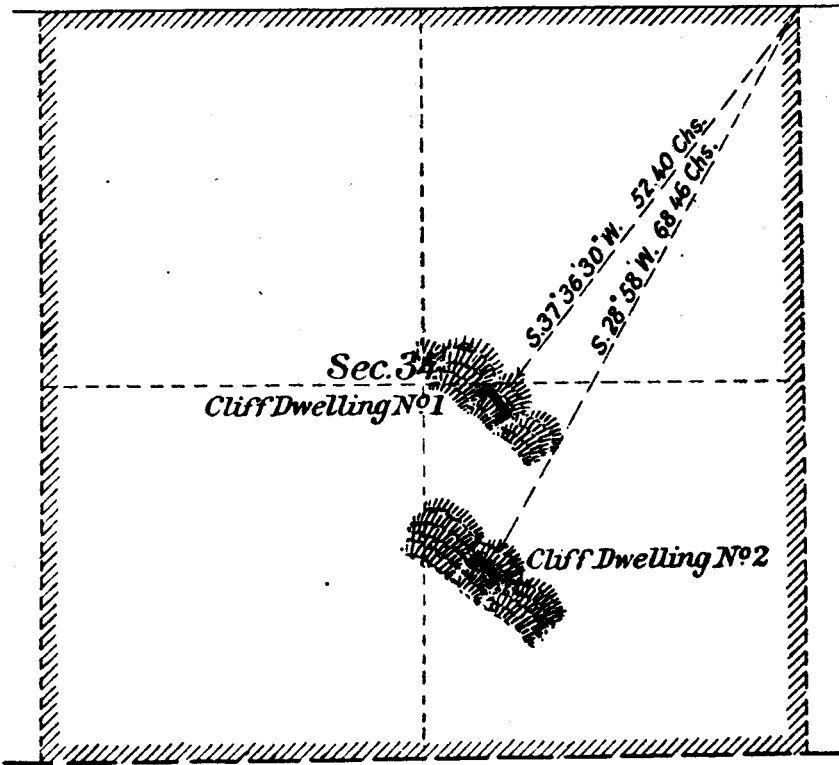 S.37°36'30"W. 52.40 Chs.
S.28°58'W. 68 46 Chs.
Sec.34
Cliff Dwelling Nº1
Cliff Dwelling Nº2